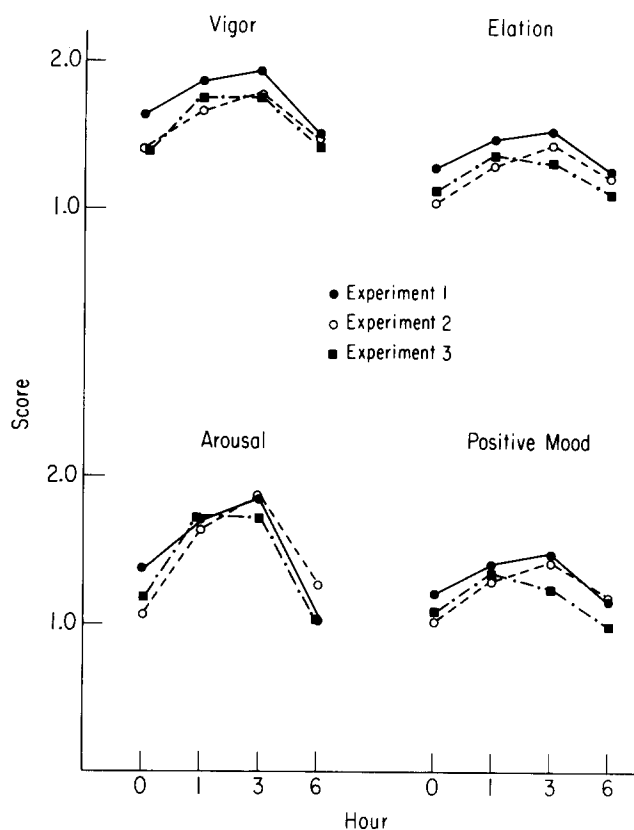 Vigor Elation
2.0
1.0
Experiment 1
Experiment 2
Experiment 3
Score
Arousal Positive Mood
2.0
1.0
0 1 3 6 0 1 3 6
Hour